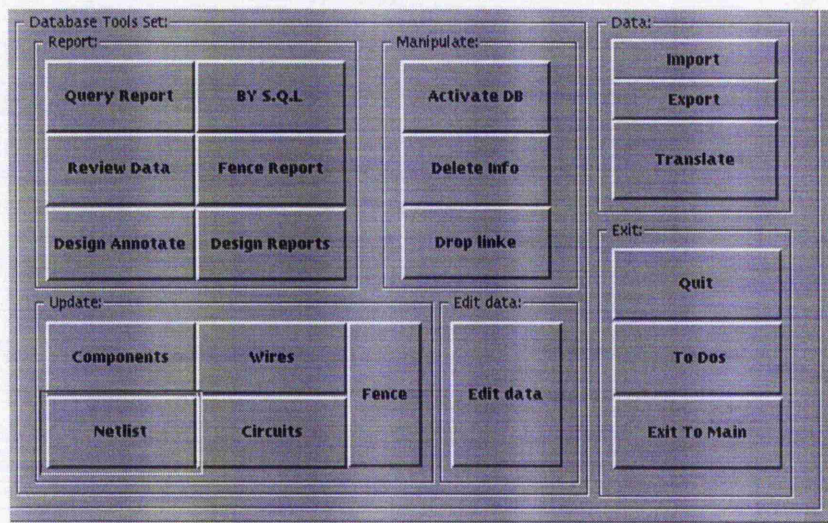 Database Tools Set:
Report:
Query Report
BY S.Q.L
Review Data
Fence Report
Design Annotate
Design Reports
Manipulate:
Activate DB
Delete Info
Drop linke
Data:
Import
Export
Translate
Update:
Components
Wires
Netlist
Circuits
Fence
Edit data:
Edit data
Exit:
Quit
To Dos
Exit To Main